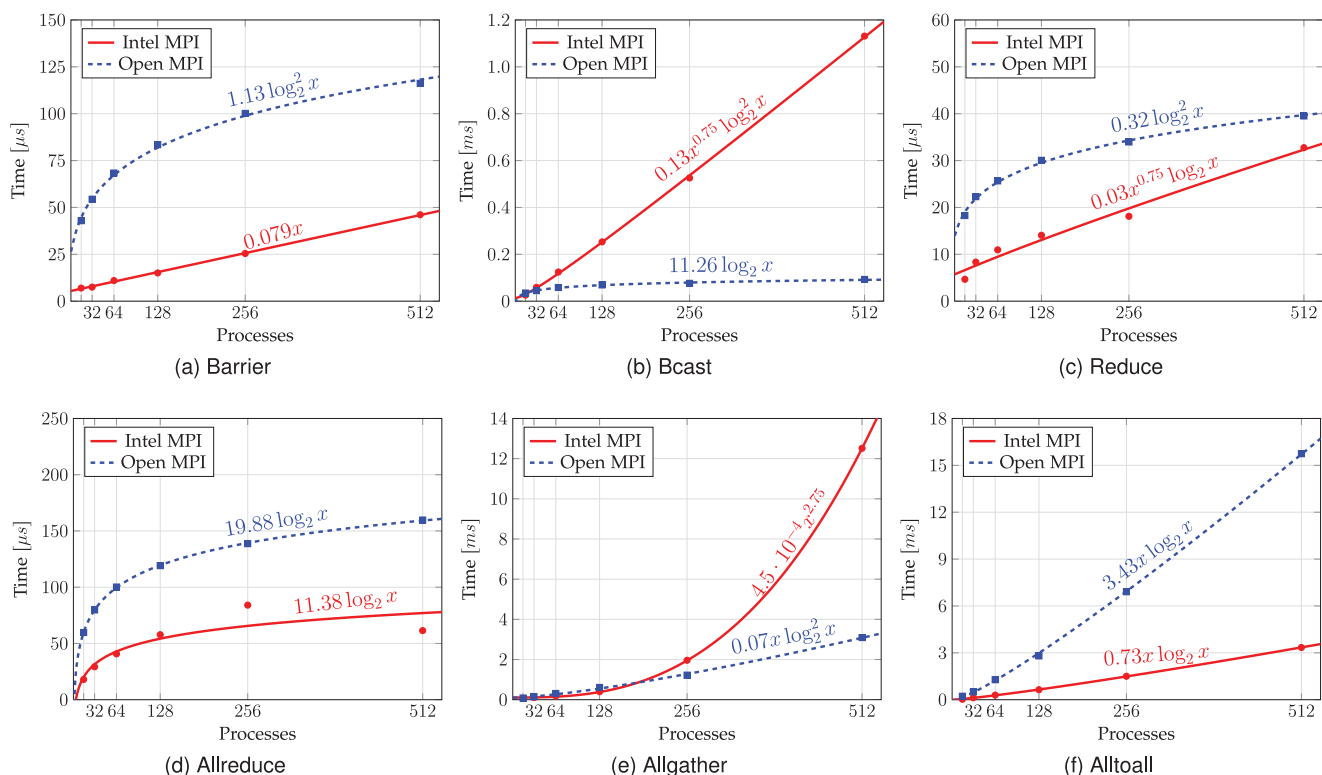 150
125
100
75
50
25
0
Time [μs]
Intel MPI
Open MPI
1.13 log₂² x
0.079x
32 64 128 256 512
Processes
(a) Barrier
1.2
1.0
0.8
0.6
0.4
0.2
0.0
Time [ms]
Intel MPI
Open MPI
0.13x^0.75 log₂² x
11.26 log₂ x
32 64 128 256 512
Processes
(b) Bcast
60
50
40
30
20
10
0
Time [μs]
Intel MPI
Open MPI
0.32 log₂² x
0.03x^0.75 log₂ x
32 64 128 256 512
Processes
(c) Reduce
250
200
150
100
50
0
Time [μs]
Intel MPI
Open MPI
19.88 log₂ x
11.38 log₂ x
32 64 128 256 512
Processes
(d) Allreduce
14
12
10
8
6
4
2
0
Time [ms]
Intel MPI
Open MPI
4.5 · 10⁻⁴x^2.75
0.07x log₂² x
32 64 128 256 512
Processes
(e) Allgather
18
15
12
9
6
3
0
Time [ms]
Intel MPI
Open MPI
3.43x log₂ x
0.73x log₂ x
32 64 128 256 512
Processes
(f) Alltoall